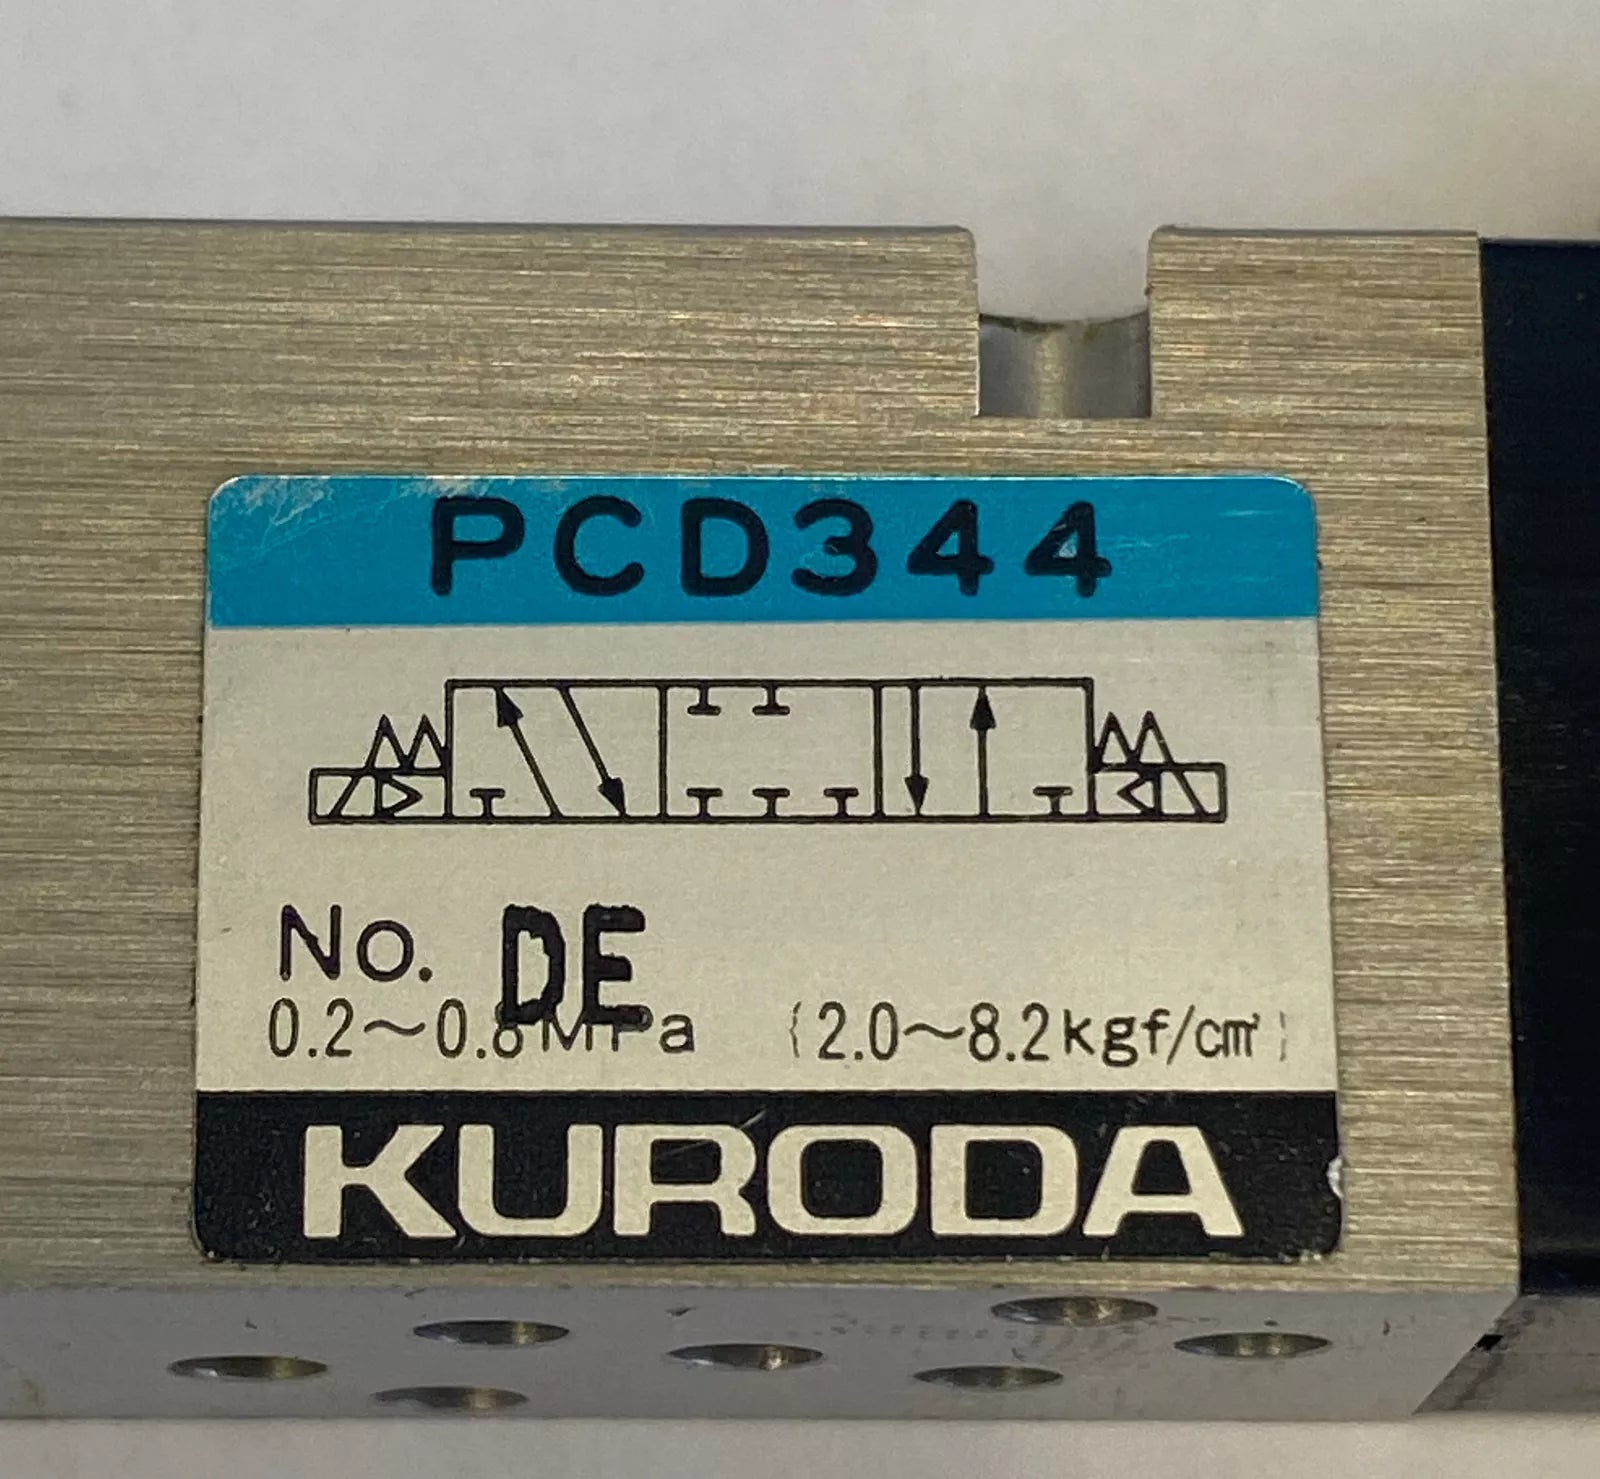 PCD344
No. DE
0.2～0.8MPa {2.0～8.2kgf/cm²}
KURODA